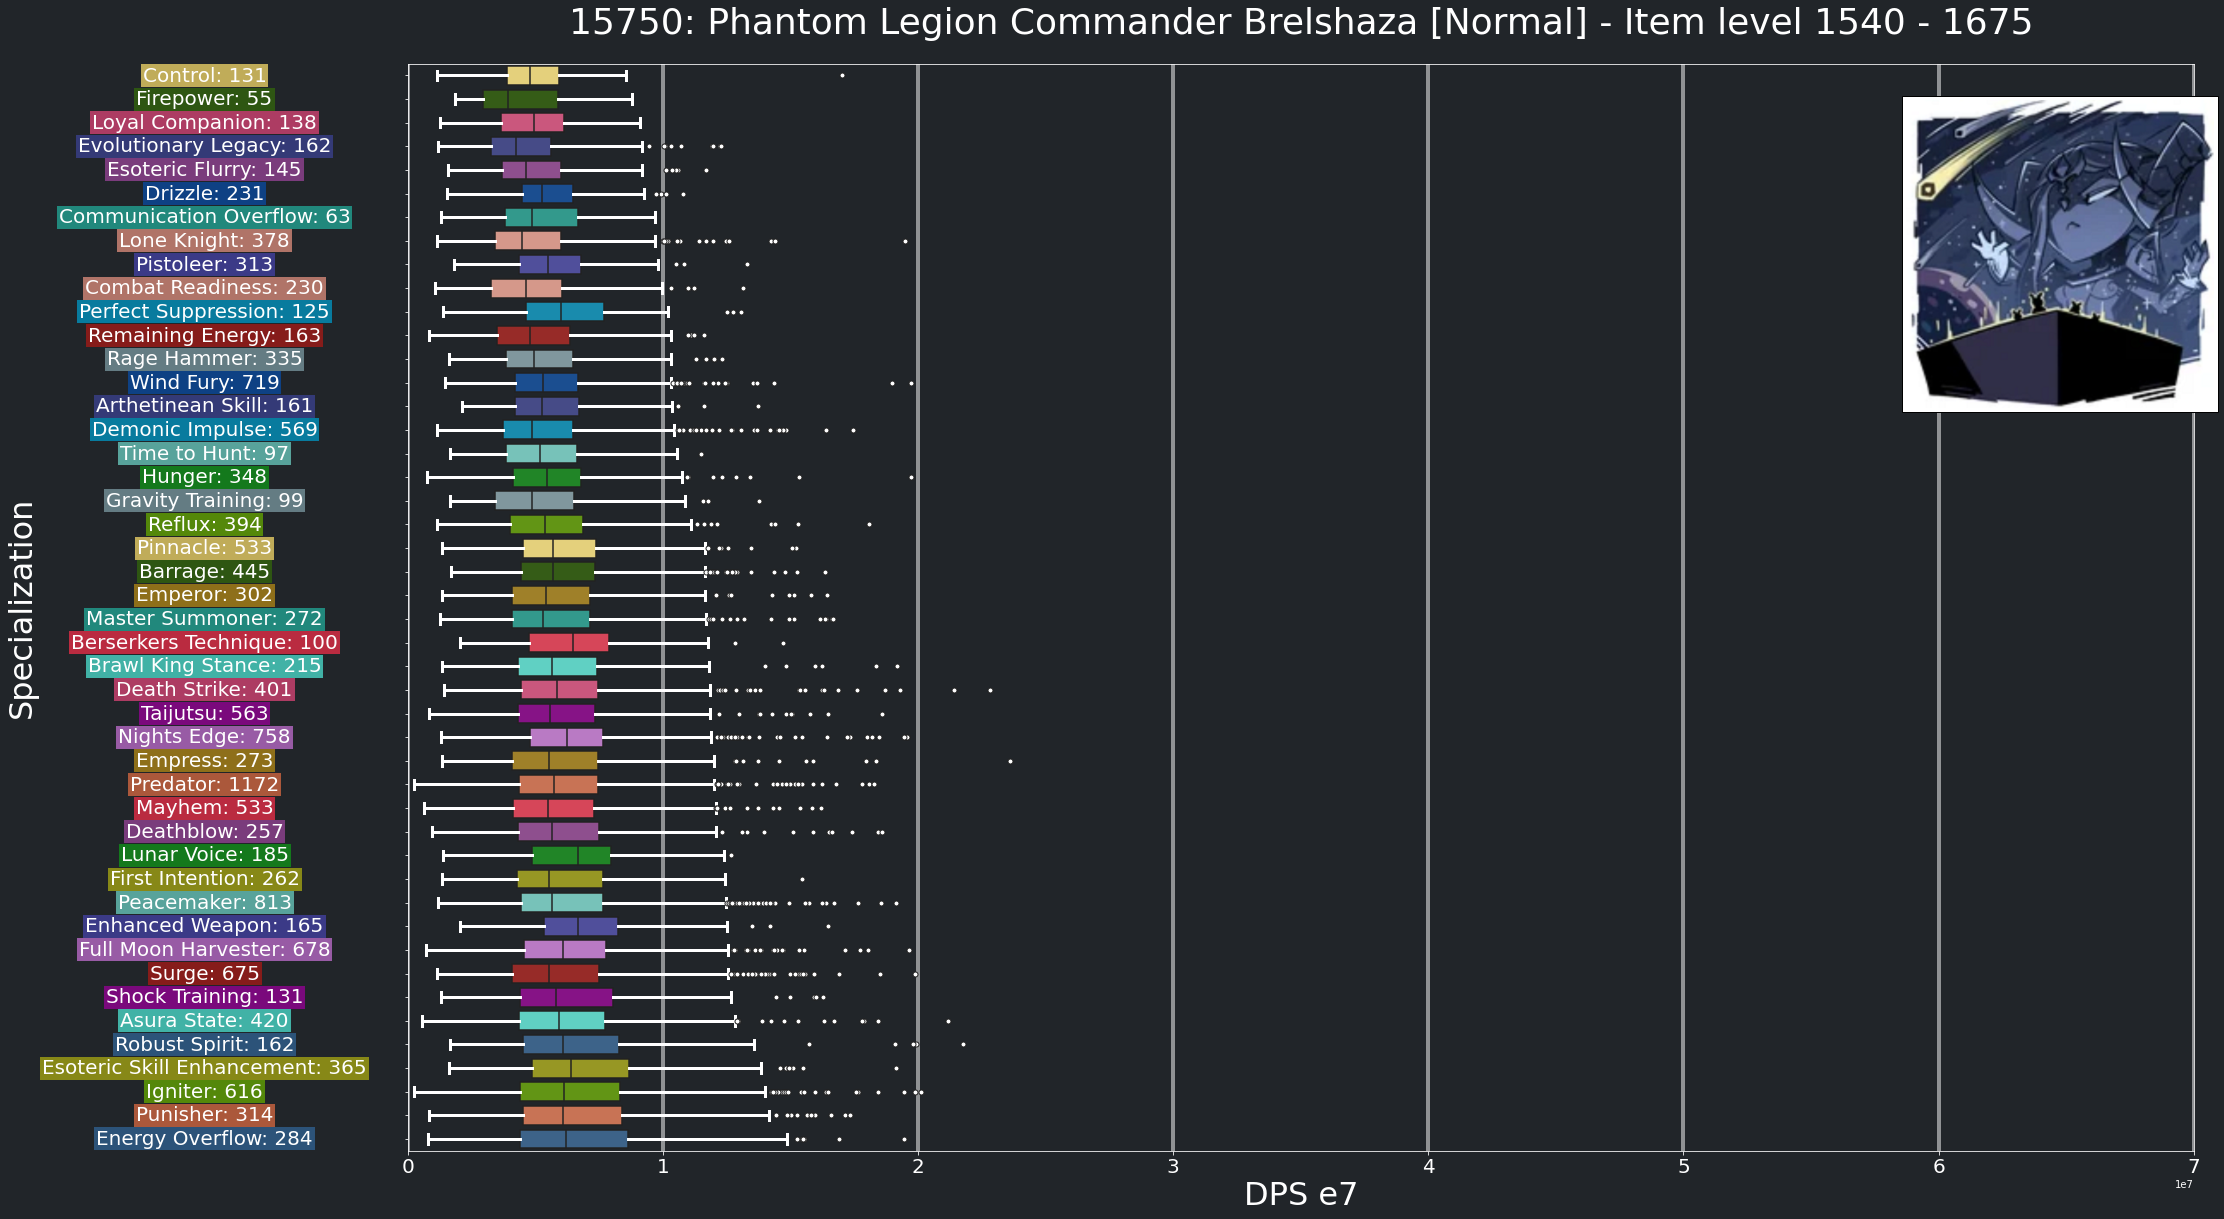 15750: Phantom Legion Commander Brelshaza [Normal] - Item level 1540 - 1675
Specialization
Control: 131
Firepower: 55
Loyal Companion: 138
Evolutionary Legacy: 162
Esoteric Flurry: 145
Drizzle: 231
Communication Overflow: 63
Lone Knight: 378
Pistoleer: 313
Combat Readiness: 230
Perfect Suppression: 125
Remaining Energy: 163
Rage Hammer: 335
Wind Fury: 719
Arthetinean Skill: 161
Demonic Impulse: 569
Time to Hunt: 97
Hunger: 348
Gravity Training: 99
Reflux: 394
Pinnacle: 533
Barrage: 445
Emperor: 302
Master Summoner: 272
Berserkers Technique: 100
Brawl King Stance: 215
Death Strike: 401
Taijutsu: 563
Nights Edge: 758
Empress: 273
Predator: 1172
Mayhem: 533
Deathblow: 257
Lunar Voice: 185
First Intention: 262
Peacemaker: 813
Enhanced Weapon: 165
Full Moon Harvester: 678
Surge: 675
Shock Training: 131
Asura State: 420
Robust Spirit: 162
Esoteric Skill Enhancement: 365
Igniter: 616
Punisher: 314
Energy Overflow: 284
0 1 2 3 4 5 6 7
1e7
DPS e7